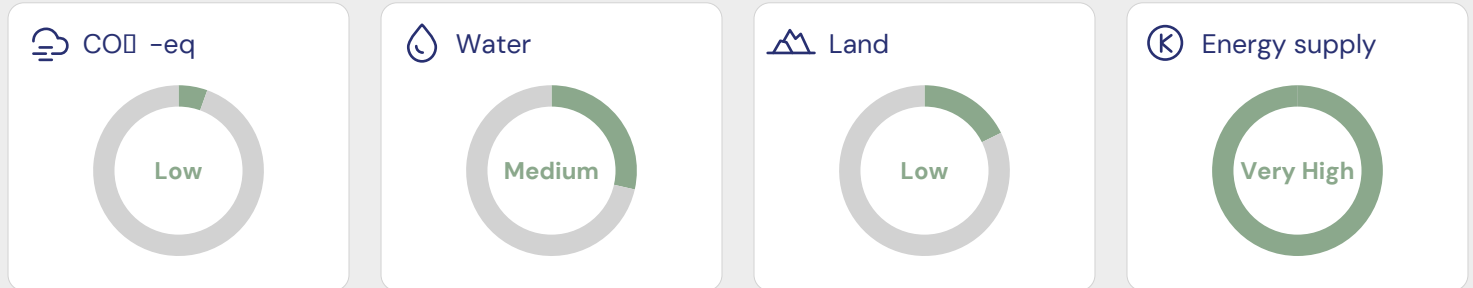 CO▯ -eq
Low
Water
Medium
Land
Low
Energy supply
Very High